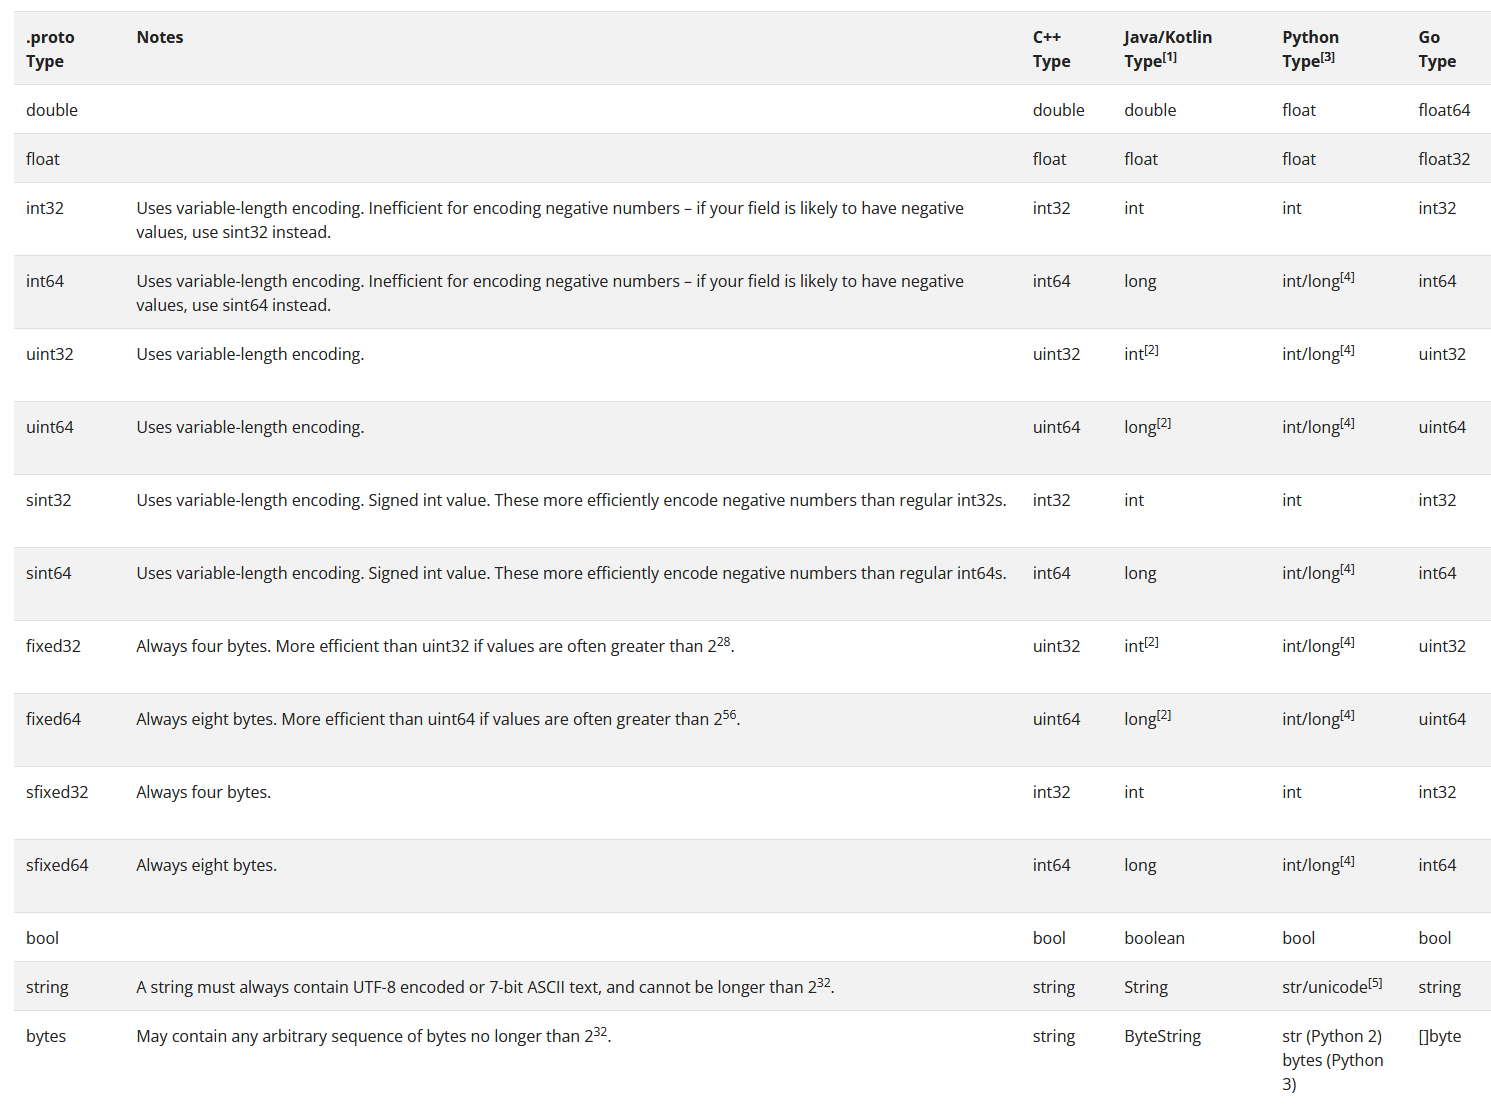 .proto Type Notes C++ Type Java/Kotlin Type[1] Python Type[3] Go Type
double double double float float64
float float float float float32
int32 Uses variable-length encoding. Inefficient for encoding negative numbers – if your field is likely to have negative int32 int int int32
values, use sint32 instead.
int64 Uses variable-length encoding. Inefficient for encoding negative numbers – if your field is likely to have negative int64 long int/long[4] int64
values, use sint64 instead.
uint32 Uses variable-length encoding. uint32 int[2] int/long[4] uint32
uint64 Uses variable-length encoding. uint64 long[2] int/long[4] uint64
sint32 Uses variable-length encoding. Signed int value. These more efficiently encode negative numbers than regular int32s. int32 int int int32
sint64 Uses variable-length encoding. Signed int value. These more efficiently encode negative numbers than regular int64s. int64 long int/long[4] int64
fixed32 Always four bytes. More efficient than uint32 if values are often greater than 2²⁸. uint32 int[2] int/long[4] uint32
fixed64 Always eight bytes. More efficient than uint64 if values are often greater than 2⁵⁶. uint64 long[2] int/long[4] uint64
sfixed32 Always four bytes. int32 int int int32
sfixed64 Always eight bytes. int64 long int/long[4] int64
bool bool boolean bool bool
string A string must always contain UTF-8 encoded or 7-bit ASCII text, and cannot be longer than 2³². string String str/unicode[5] string
bytes May contain any arbitrary sequence of bytes no longer than 2³². string ByteString str (Python 2) []byte
bytes (Python
3)